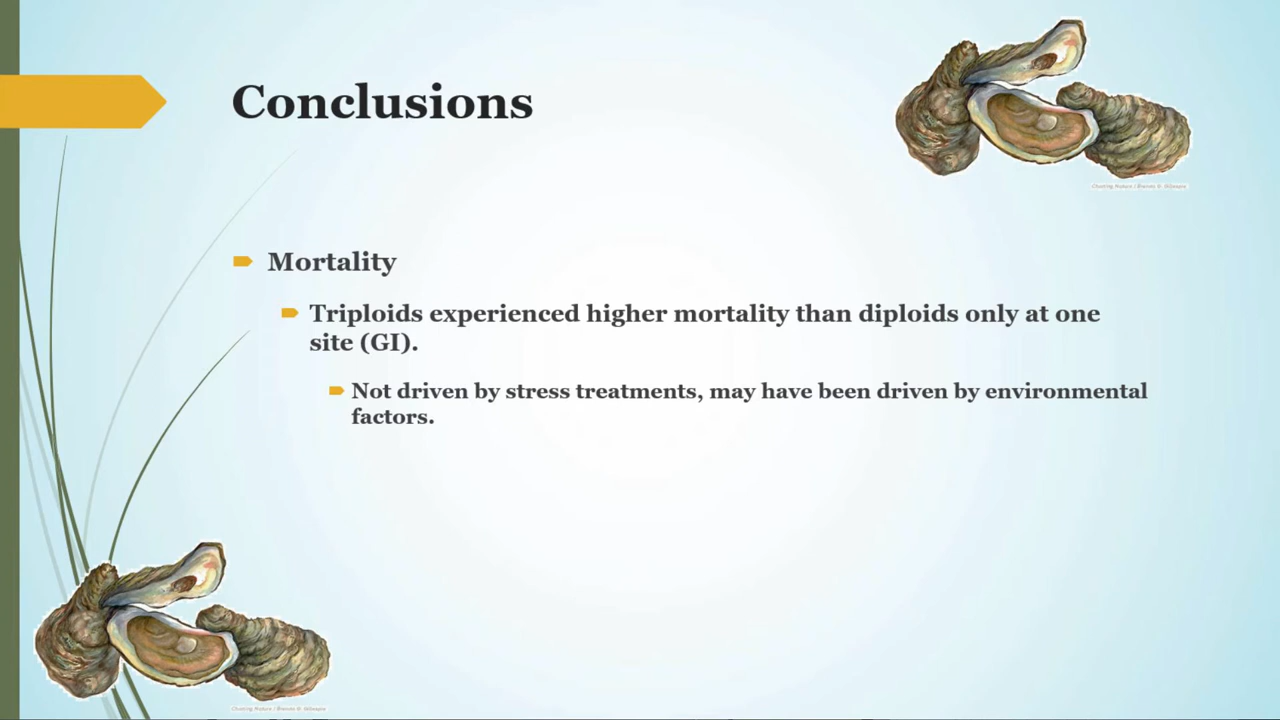 Conclusions
Mortality
Triploids experienced higher mortality than diploids only at one
site (GI).
Not driven by stress treatments, may have been driven by environmental
factors.